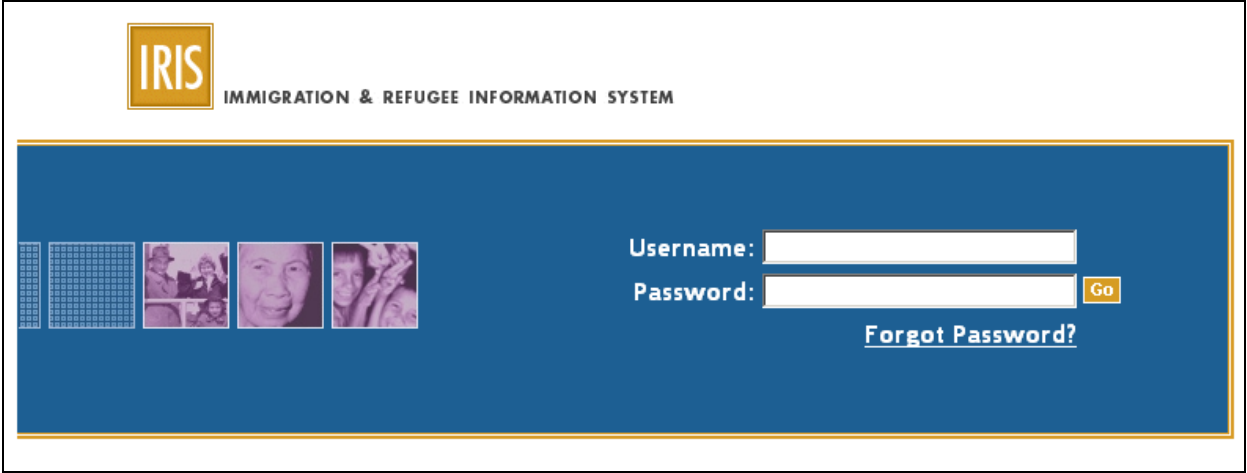 IRIS
IMMIGRATION & REFUGEE INFORMATION SYSTEM
Username:
Password:
Go
Forgot Password?